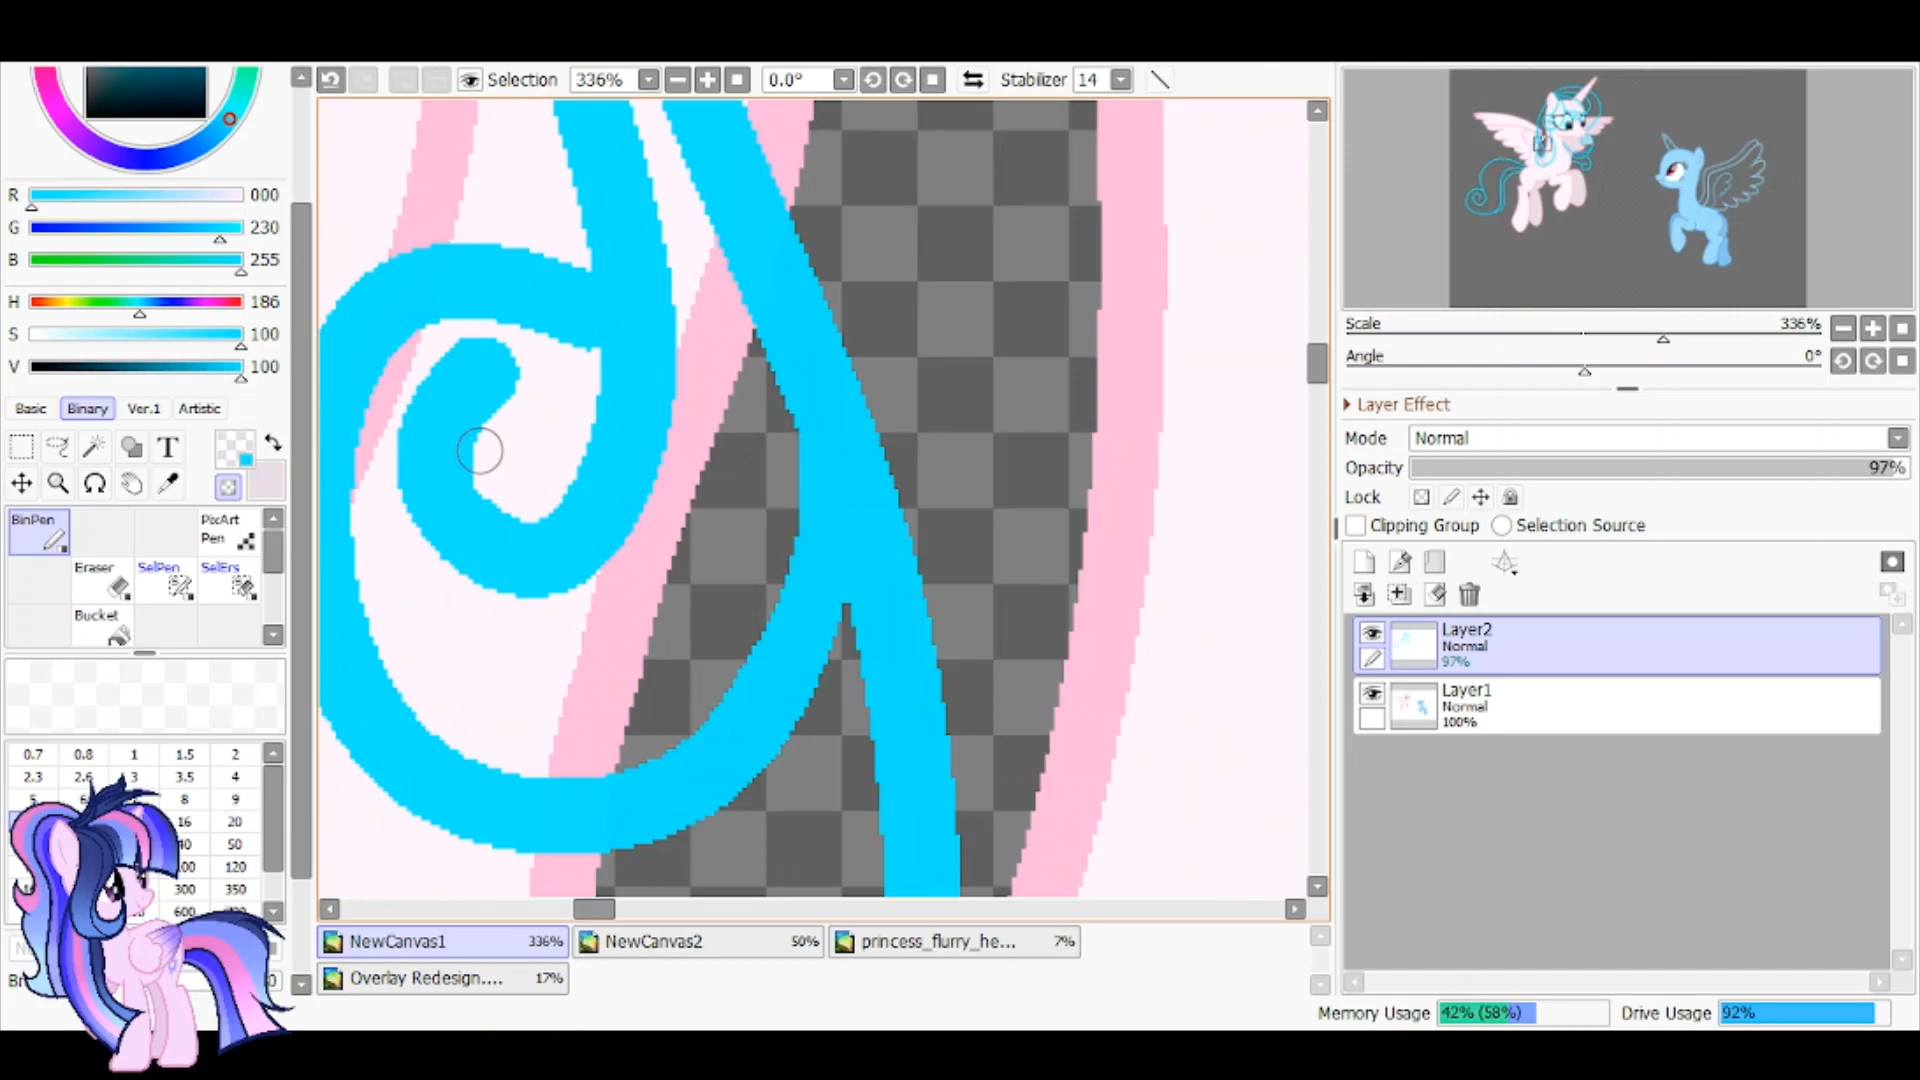 Selection 336% 0.0° Stabilizer 14
R 000
G 230
B 255
H 186
S 100
V 100
Basic Binary Ver.1 Artistic
T
BinPen PixArt Pen
Eraser SelPen SelErs
Bucket
0.7 0.8 1 1.5 2
2.3 2.6 3 3.5 4
5 8 9
16 20
50
120
300 350
600
NewCanvas1 336% NewCanvas2 50% princess_flurry_he... 7%
Overlay Redesign.... 17%
Scale 336%
Angle 0°
Layer Effect
Mode Normal
Opacity 97%
Lock
Clipping Group Selection Source
Layer2
Normal
97%
Layer1
Normal
100%
Memory Usage 42% (58%) Drive Usage 92%